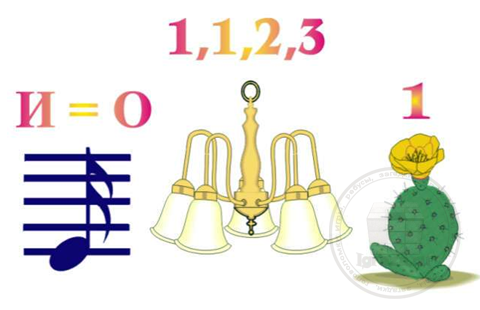 1,1,2,3
И = О
1